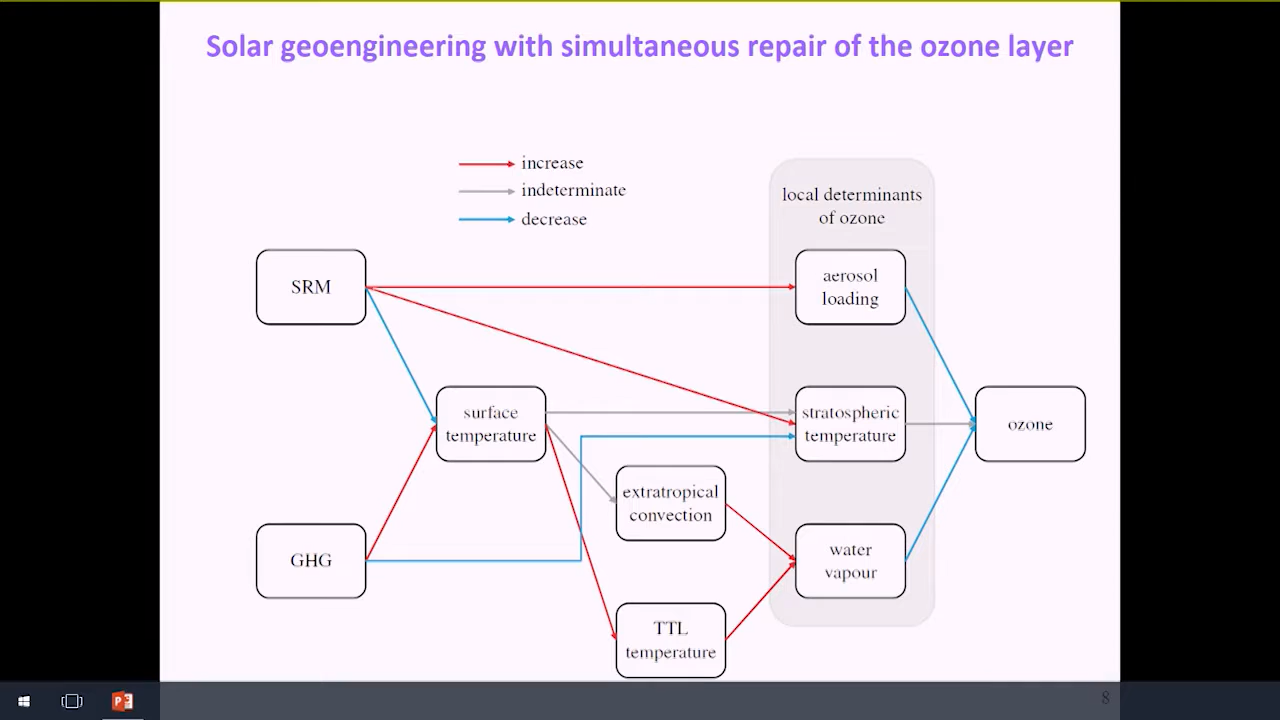 Solar geoengineering with simultaneous repair of the ozone layer
increase
indeterminate
decrease
local determinants
of ozone
SRM
aerosol
loading
surface
temperature
stratospheric
temperature
ozone
extratropical
convection
GHG
water
vapour
TTL
temperature
8
P